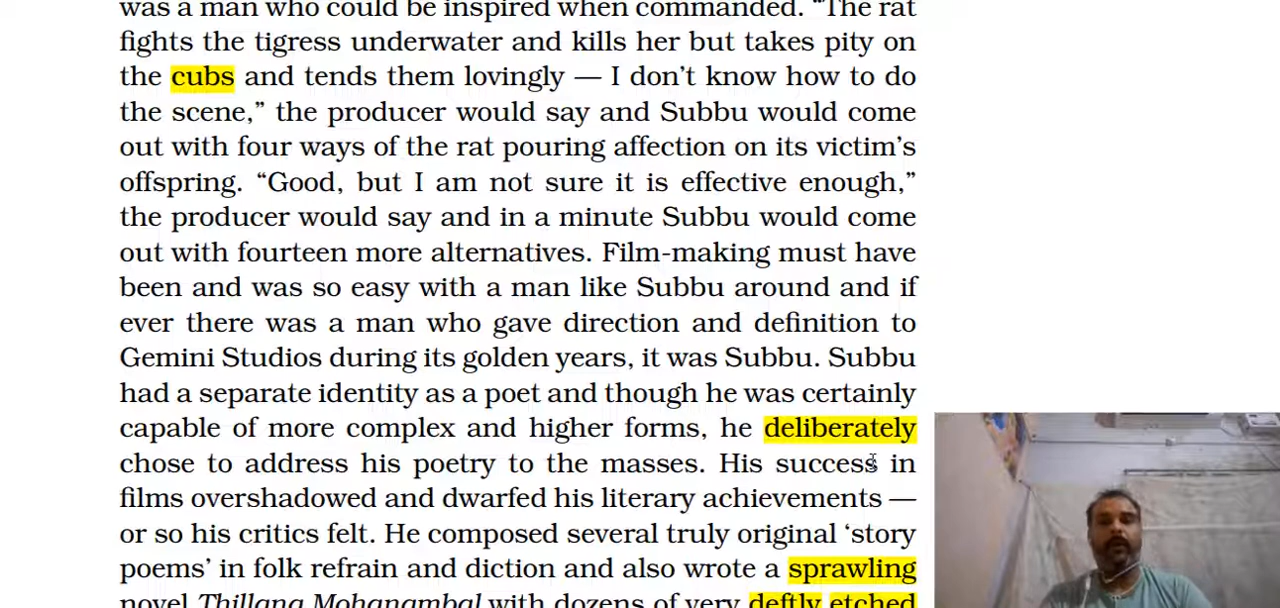 was a man who could be inspired when commanded. “The rat
fights the tigress underwater and kills her but takes pity on
the cubs and tends them lovingly — I don’t know how to do
the scene,” the producer would say and Subbu would come
out with four ways of the rat pouring affection on its victim’s
offspring. “Good, but I am not sure it is effective enough,”
the producer would say and in a minute Subbu would come
out with fourteen more alternatives. Film-making must have
been and was so easy with a man like Subbu around and if
ever there was a man who gave direction and definition to
Gemini Studios during its golden years, it was Subbu. Subbu
had a separate identity as a poet and though he was certainly
capable of more complex and higher forms, he deliberately
chose to address his poetry to the masses. His success in
films overshadowed and dwarfed his literary achievements —
or so his critics felt. He composed several truly original ‘story
poems’ in folk refrain and diction and also wrote a sprawling
novel Thillana Mohanambal with dozens of very deftly etched